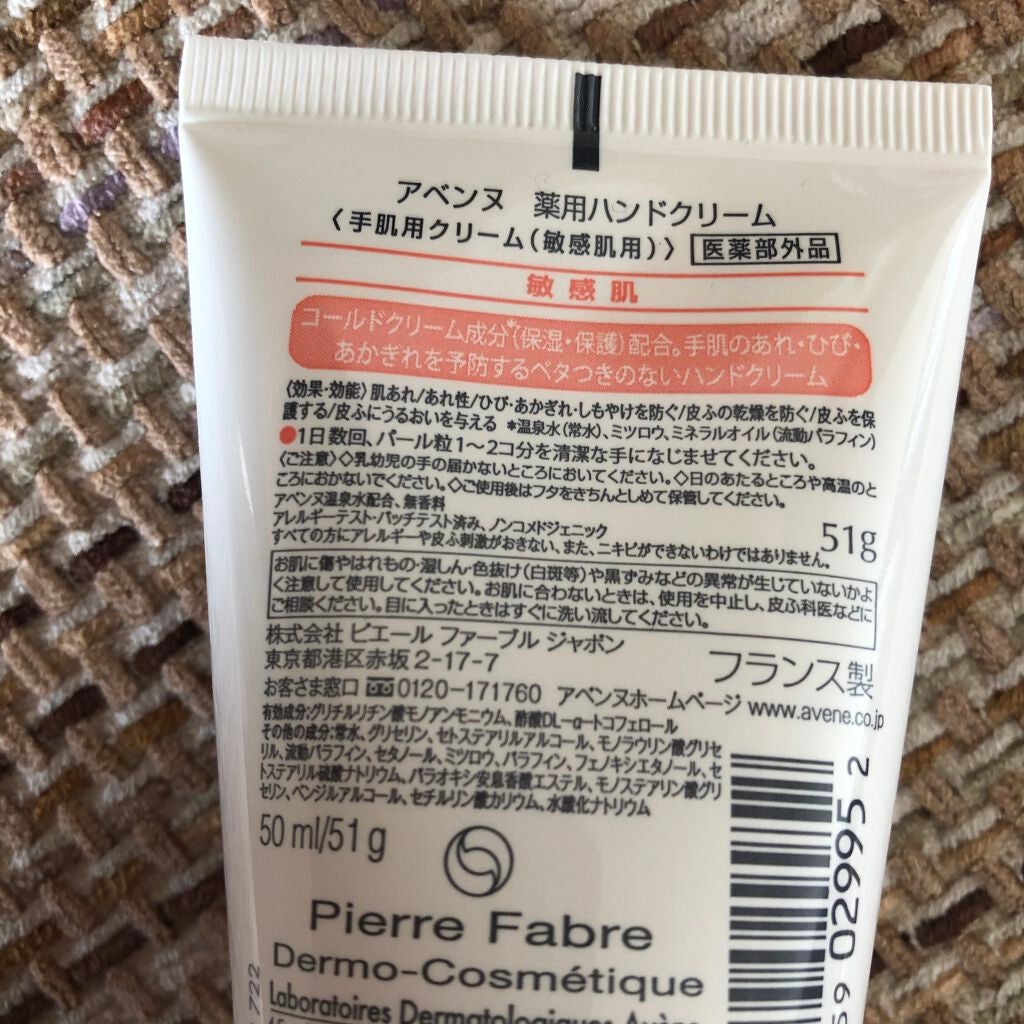 アベンヌ 薬用ハンドクリーム
〈手肌用クリーム(敏感肌用)〉 医薬部外品
敏感肌
コールドクリーム成分*(保湿・保護)配合。手肌のあれ・ひび・
あかぎれを予防するベタつきのないハンドクリーム
〈効果・効能〉肌あれ/あれ性/ひび・あかぎれ・しもやけを防ぐ/皮ふの乾燥を防ぐ/皮ふを保
護する/皮ふにうるおいを与える *温泉水(常水)、ミツロウ、ミネラルオイル(流動パラフィン)
●1日数回、パール粒1〜2コ分を清潔な手になじませてください。
〈ご注意〉◇乳幼児の手の届かないところにおいてください。◇日のあたるところや高温のと
ころにおかないでください。◇ご使用後はフタをきちんとしめて保管してください。
アベンヌ温泉水配合、無香料
アレルギーテスト・パッチテスト済み、ノンコメドジェニック
すべての方にアレルギーや皮ふ刺激がおきない、また、ニキビができないわけではありません。
51g
お肌に傷やはれもの・湿しん・色抜け(白斑等)や黒ずみなどの異常が生じていないかよ
く注意して使用してください。お肌に合わないときは、使用を中止し、皮ふ科医などに
ご相談ください。目に入ったときはすぐに洗い流してください。
株式会社 ピエール ファーブル ジャポン
東京都港区赤坂2-17-7
フランス製
お客さま窓口 0120-171760 アベンヌホームページ www.avene.co.jp
有効成分:グリチルリチン酸モノアンモニウム、酢酸DL-α-トコフェロール
その他の成分:常水、グリセリン、セトステアリルアルコール、モノラウリン酸グリセ
リル、流動パラフィン、セタノール、ミツロウ、パラフィン、フェノキシエタノール、セ
トステアリル硫酸ナトリウム、パラオキシ安息香酸エステル、モノステアリン酸グリ
セリン、ベンジルアルコール、セチルリン酸カリウム、水酸化ナトリウム
50 ml/51 g
Pierre Fabre
Dermo-Cosmétique
Laboratoires Dermatologiques Avène
59 02995 2
722